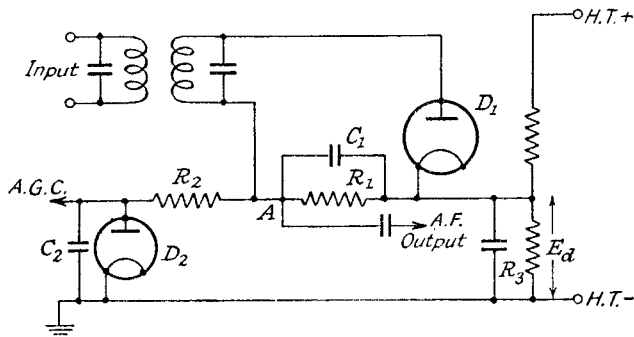 H.T.+
Input
D1
C1
A.G.C.
R2
R1
A
A.F.
Output
C2
D2
R3
Ed
H.T.-